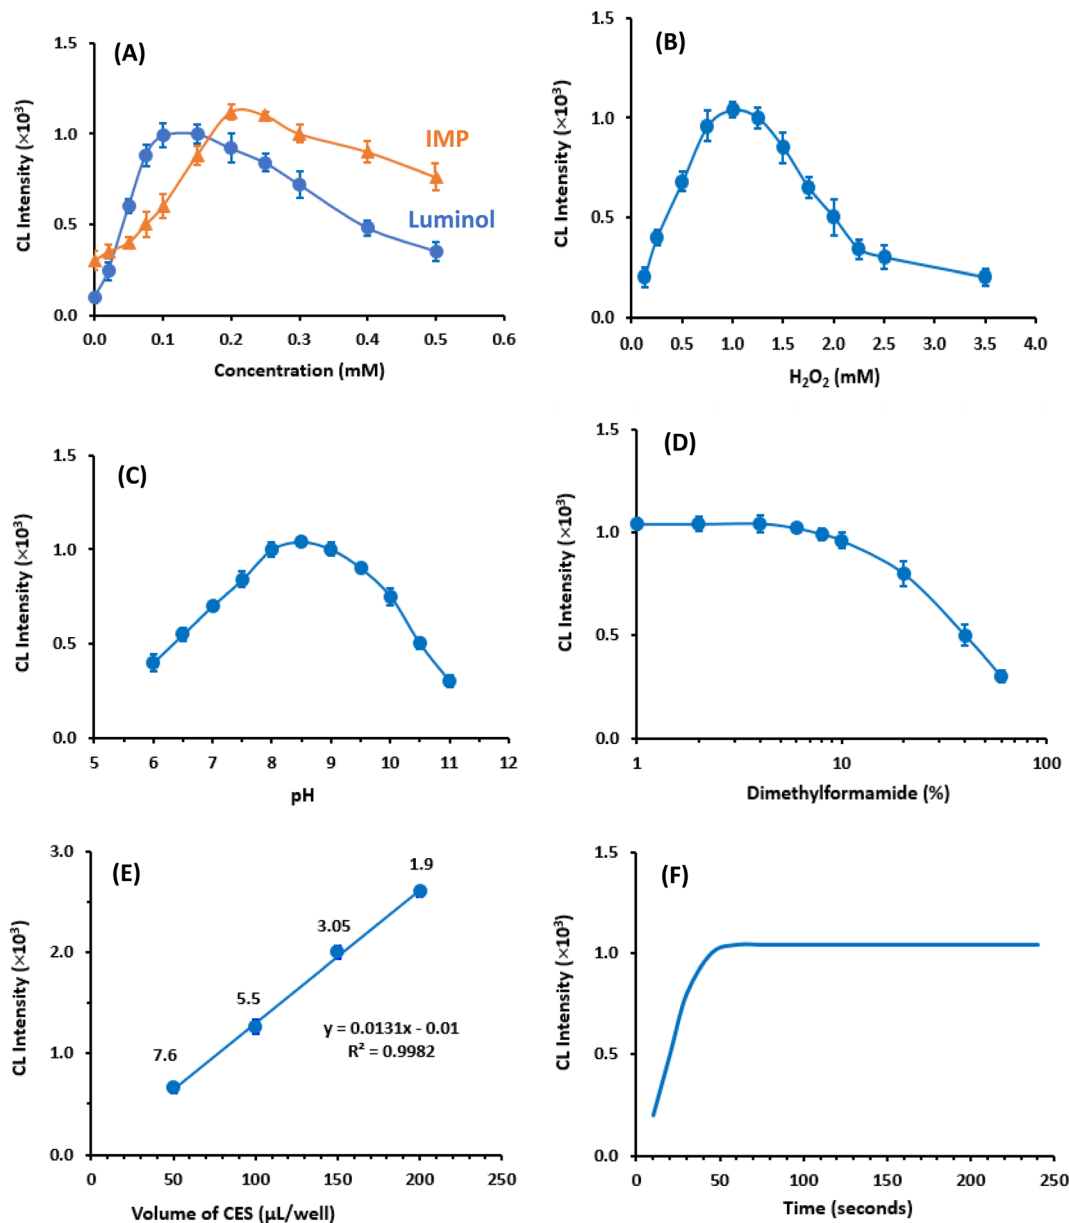 (A)
CL Intensity (×10³)
1.5
1.0
0.5
0.0
IMP
Luminol
0.0 0.1 0.2 0.3 0.4 0.5 0.6
Concentration (mM)
(B)
CL Intensity (×10³)
1.5
1.0
0.5
0.0
0.0 0.5 1.0 1.5 2.0 2.5 3.0 3.5 4.0
H₂O₂ (mM)
(C)
CL Intensity (×10³)
1.5
1.0
0.5
0.0
5 6 7 8 9 10 11 12
pH
(D)
CL Intensity (×10³)
1.5
1.0
0.5
0.0
1 10 100
Dimethylformamide (%)
(E)
CL Intensity (×10³)
3.0
2.0
1.0
0.0
1.9
3.05
5.5
7.6
y = 0.0131x - 0.01
R² = 0.9982
0 50 100 150 200 250
Volume of CES (µL/well)
(F)
CL Intensity (×10³)
1.5
1.0
0.5
0.0
0 50 100 150 200 250
Time (seconds)